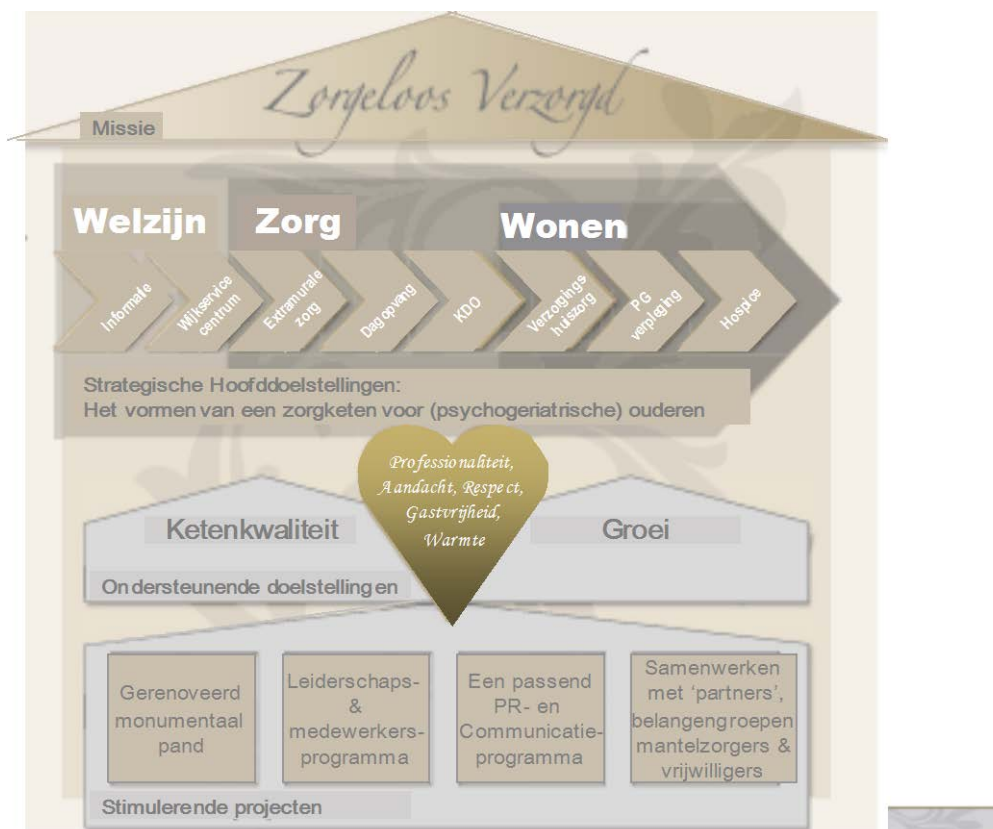 Zorgeloos Verzorgd
Missie
Welzijn
Zorg
Wonen
Informatie
Wijkservice
centrum
Extramurale
zorg
Dagopvang
KDO
Verzorgings
huiszorg
PG
verpleging
Hospice
Strategische Hoofddoelstellingen:
Het vormen van een zorgketen voor (psychogeriatrische) ouderen
Professionaliteit,
Aandacht, Respect,
Gastvrijheid,
Warmte
Ketenkwaliteit
Groei
Ondersteunende doelstellingen
Gerenoveerd
monumentaal
pand
Leiderschaps-
&
medewerkers-
programma
Een passend
PR- en
Communicatie-
programma
Samenwerken
met ‘partners’,
belangengroepen
mantelzorgers &
vrijwilligers
Stimulerende projecten